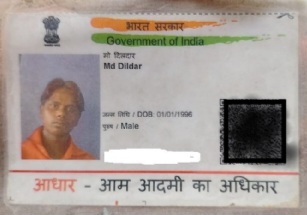 भारत सरकार
Government of India
मो दिलदार
Md Dildar
जन्म तिथि / DOB: 01/01/1996
पुरुष / Male
आधार - आम आदमी का अधिकार